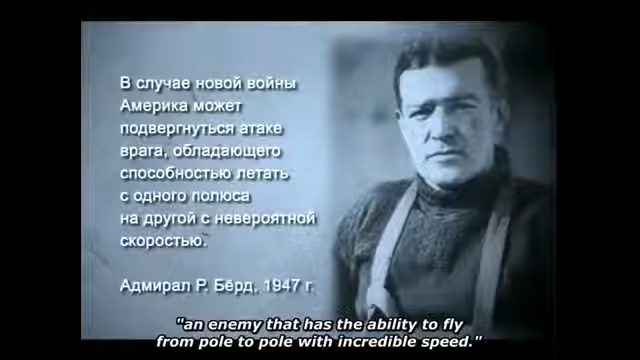 В случае новой войны
Америка может
подвергнуться атаке
врага, обладающего
способностью летать
с одного полюса
на другой с невероятной
скоростью.
Адмирал Р. Бёрд, 1947 г.
"an enemy that has the ability to fly
from pole to pole with incredible speed."